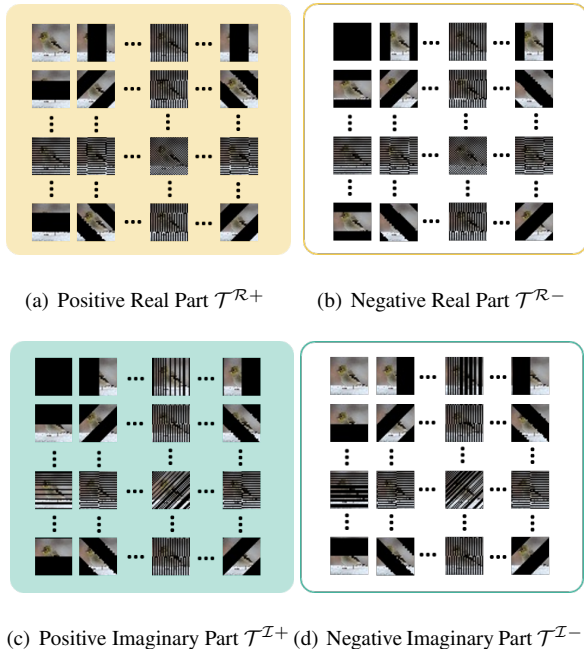 (a) Positive Real Part 𝒯^{ℛ+}
(b) Negative Real Part 𝒯^{ℛ−}
(c) Positive Imaginary Part 𝒯^{ℐ+}
(d) Negative Imaginary Part 𝒯^{ℐ−}